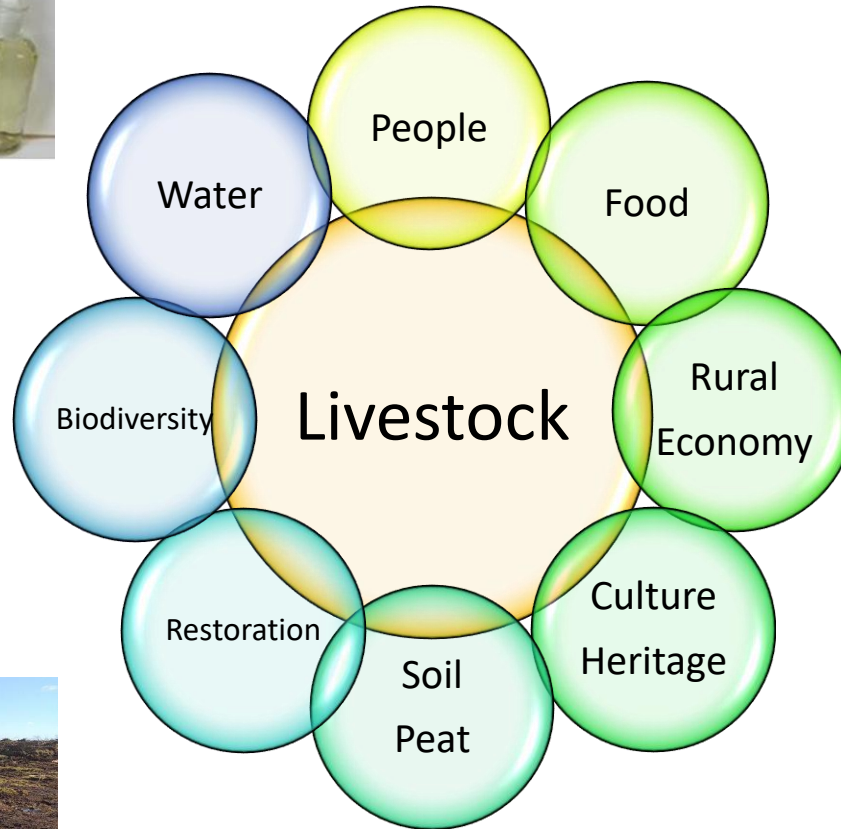 People
Water
Food
Livestock
Rural
Economy
Biodiversity
Culture
Heritage
Restoration
Soil
Peat